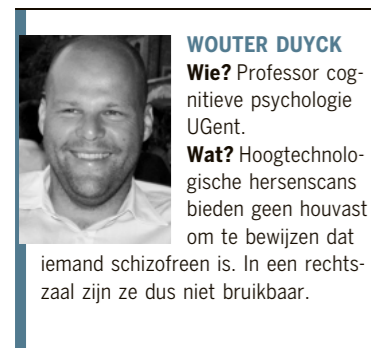 WOUTER DUYCK
Wie? Professor cog-
nitieve psychologie
UGent.
Wat? Hoogtechnolo-
gische hersenscans
bieden geen houvast
om te bewijzen dat
iemand schizofreen is. In een rechts-
zaal zijn ze dus niet bruikbaar.